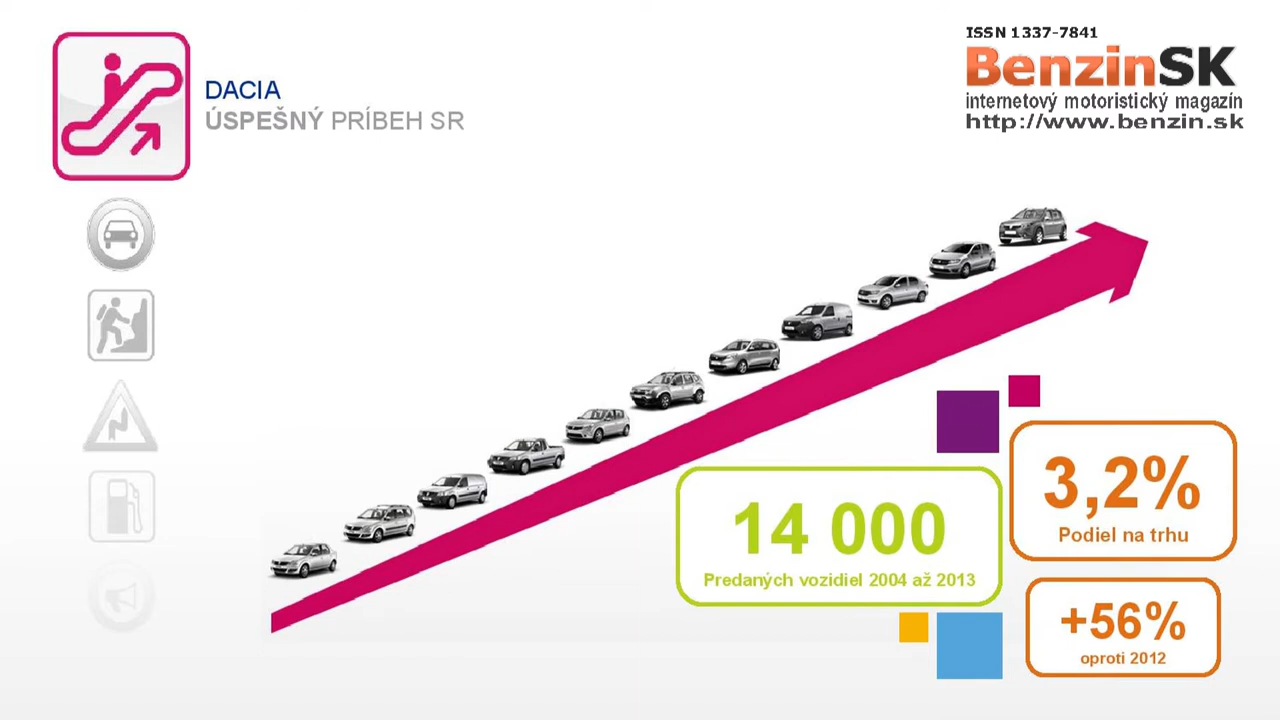 DACIA
ÚSPEŠNÝ PRÍBEH SR
ISSN 1337-7841
BenzinSK
internetový motoristický magazín
http://www.benzin.sk
3,2%
Podiel na trhu
14 000
Predaných vozidiel 2004 až 2013
+56%
oproti 2012